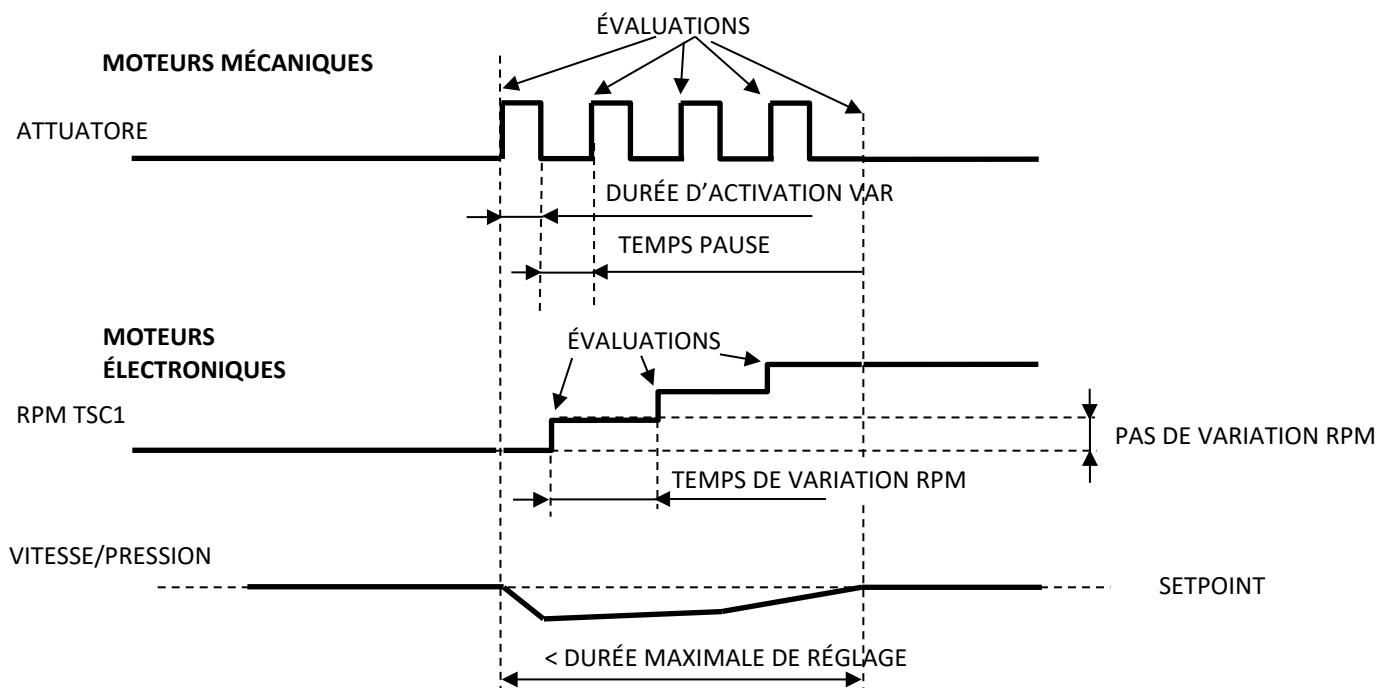 ÉVALUATIONS
MOTEURS MÉCANIQUES
ATTUATORE
DURÉE D’ACTIVATION VAR
TEMPS PAUSE
MOTEURS
ÉLECTRONIQUES
ÉVALUATIONS
RPM TSC1
PAS DE VARIATION RPM
TEMPS DE VARIATION RPM
VITESSE/PRESSION
SETPOINT
< DURÉE MAXIMALE DE RÉGLAGE